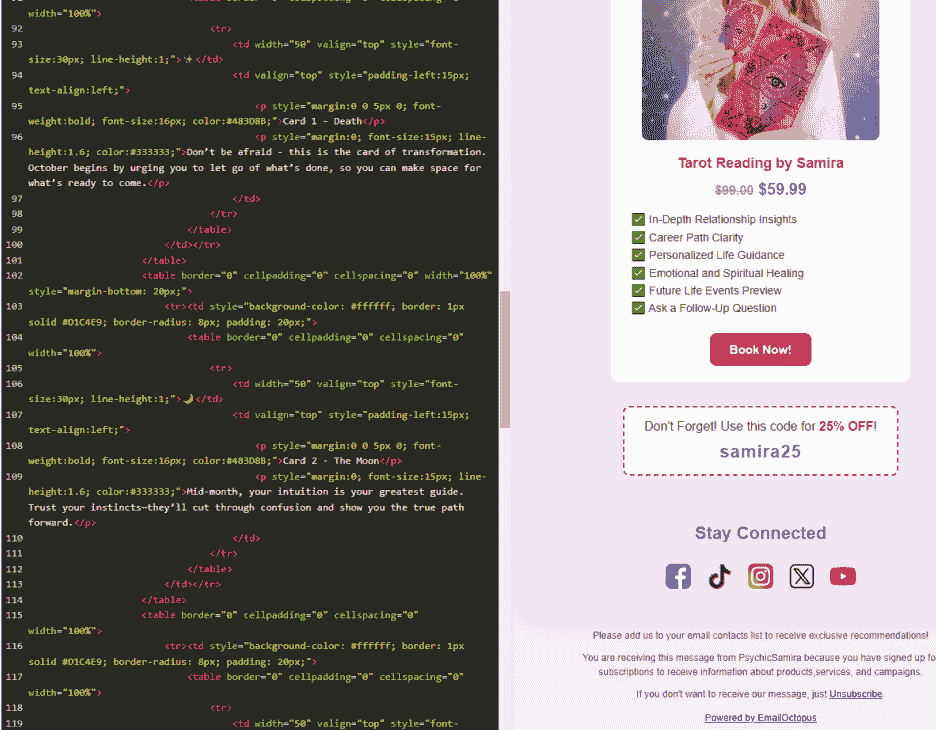 width="100%">
92 <tr>
93 <td width="50" valign="top" style="font-
size:30px; line-height:1;">✨</td>
94 <td valign="top" style="padding-left:15px;
text-align:left;">
95 <p style="margin:0 0 5px 0; font-
weight:bold; font-size:16px; color:#483D8B;">Card 1 - Death</p>
96 <p style="margin:0; font-size:15px; line-
height:1.6; color:#333333;">Don’t be afraid - this is the card of transformation.
October begins by urging you to let go of what’s done, so you can make space for
what’s ready to come.</p>
97 </td>
98 </tr>
99 </table>
100 </td></tr>
101 </table>
102 <table border="0" cellpadding="0" cellspacing="0" width="100%"
style="margin-bottom: 20px;">
103 <tr><td style="background-color: #ffffff; border: 1px
solid #D1C4E9; border-radius: 8px; padding: 20px;">
104 <table border="0" cellpadding="0" cellspacing="0"
width="100%">
105 <tr>
106 <td width="50" valign="top" style="font-
size:30px; line-height:1;">🌙</td>
107 <td valign="top" style="padding-left:15px;
text-align:left;">
108 <p style="margin:0 0 5px 0; font-
weight:bold; font-size:16px; color:#483D8B;">Card 2 - The Moon</p>
109 <p style="margin:0; font-size:15px; line-
height:1.6; color:#333333;">Mid-month, your intuition is your greatest guide.
Trust your instincts—they’ll cut through confusion and show you the true path
forward.</p>
110 </td>
111 </tr>
112 </table>
113 </td></tr>
114 </table>
115 <table border="0" cellpadding="0" cellspacing="0"
width="100%">
116 <tr><td style="background-color: #ffffff; border: 1px
solid #D1C4E9; border-radius: 8px; padding: 20px;">
117 <table border="0" cellpadding="0" cellspacing="0"
width="100%">
118 <tr>
119 <td width="50" valign="top" style="font-
Tarot Reading by Samira
$99.00 $59.99
In-Depth Relationship Insights
Career Path Clarity
Personalized Life Guidance
Emotional and Spiritual Healing
Future Life Events Preview
Ask a Follow-Up Question
Book Now!
Don't Forget! Use this code for 25% OFF!
samira25
Stay Connected
Please add us to your email contacts list to receive exclusive recommendations!
You are receiving this message from PsychicSamira because you have signed up fo
subscriptions to receive information about products,services, and campaigns.
If you don't want to receive our message, just Unsubscribe.
Powered by EmailOctopus